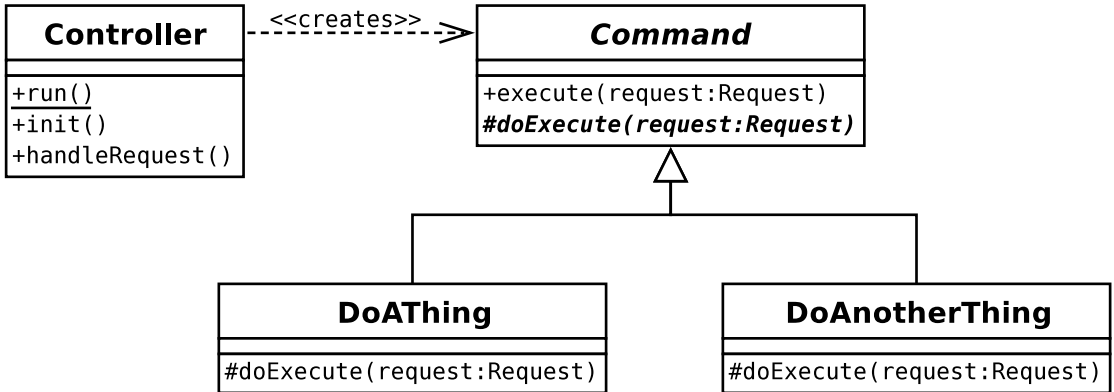 Controller
+run()
+init()
+handleRequest()
<<creates>>
Command
+execute(request:Request)
#doExecute(request:Request)
DoAThing
#doExecute(request:Request)
DoAnotherThing
#doExecute(request:Request)